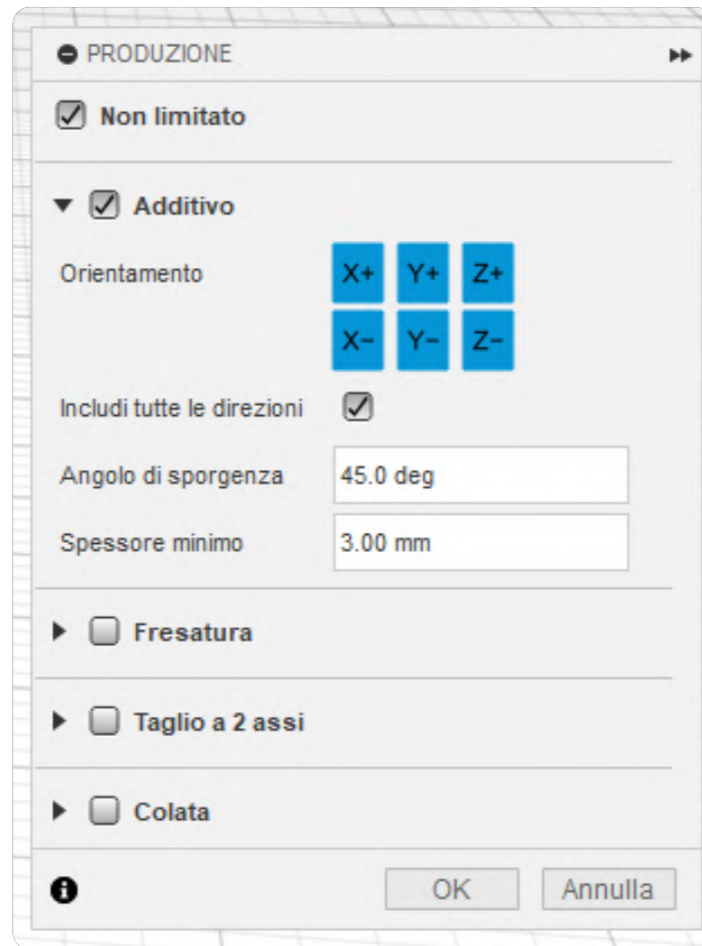 PRODUZIONE
Non limitato
Additivo
Orientamento X+ Y+ Z+
X− Y− Z−
Includi tutte le direzioni
Angolo di sporgenza 45.0 deg
Spessore minimo 3.00 mm
Fresatura
Taglio a 2 assi
Colata
OK Annulla